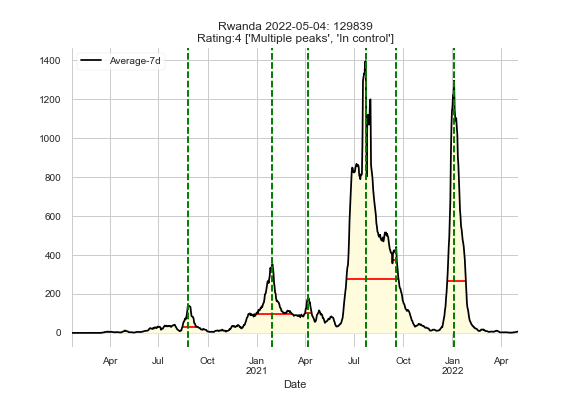 Rwanda 2022-05-04: 129839
Rating:4 ['Multiple peaks', 'In control']
Average-7d
1400
1200
1000
800
600
400
200
0
Apr Jul Oct Jan Apr Jul Oct Jan Apr
2021 2022
Date